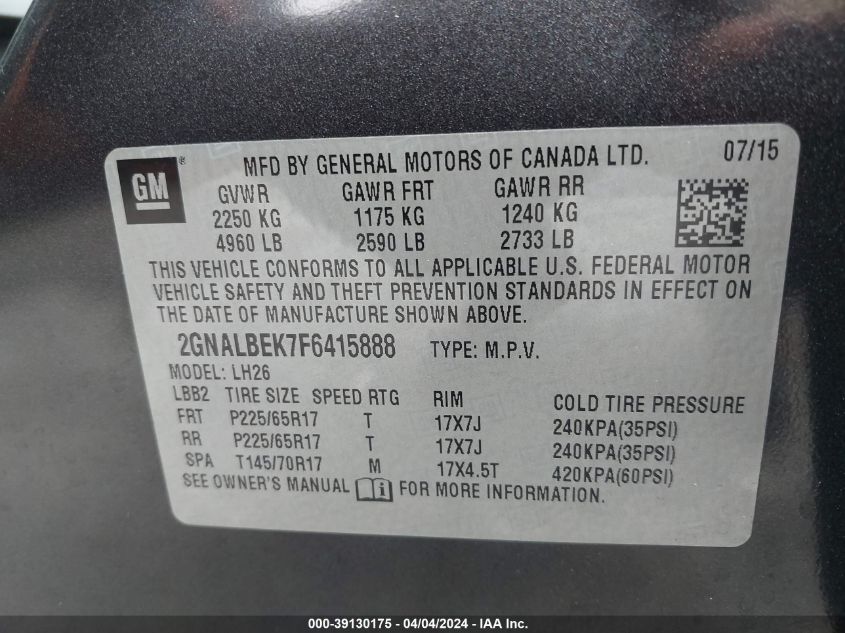 GM ® MFD BY GENERAL MOTORS OF CANADA LTD. 07/15
GVWR GAWR FRT GAWR RR
2250 KG 1175 KG 1240 KG
4960 LB 2590 LB 2733 LB
THIS VEHICLE CONFORMS TO ALL APPLICABLE U.S. FEDERAL MOTOR
VEHICLE SAFETY AND THEFT PREVENTION STANDARDS IN EFFECT ON
THE DATE OF MANUFACTURE SHOWN ABOVE.
2GNALBEK7F6415888 TYPE: M.P.V.
MODEL: LH26
LBB2 TIRE SIZE SPEED RTG RIM COLD TIRE PRESSURE
FRT P225/65R17 T 17X7J 240KPA(35PSI)
RR P225/65R17 T 17X7J 240KPA(35PSI)
SPA T145/70R17 M 17X4.5T 420KPA(60PSI)
SEE OWNER'S MANUAL i FOR MORE INFORMATION.
000-39130175 - 04/04/2024 - IAA Inc.